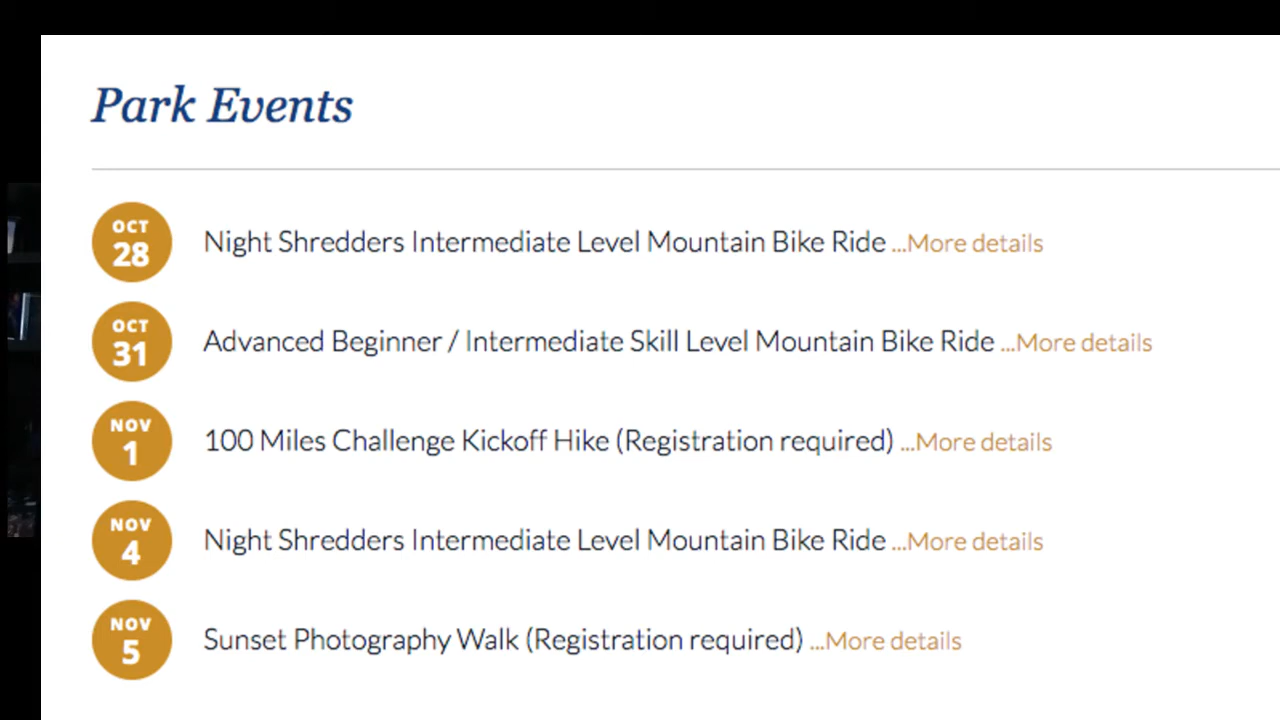 Park Events
OCT
28
Night Shredders Intermediate Level Mountain Bike Ride ...More details
OCT
31
Advanced Beginner / Intermediate Skill Level Mountain Bike Ride ...More details
NOV
1
100 Miles Challenge Kickoff Hike (Registration required) ...More details
NOV
4
Night Shredders Intermediate Level Mountain Bike Ride ...More details
NOV
5
Sunset Photography Walk (Registration required) ...More details